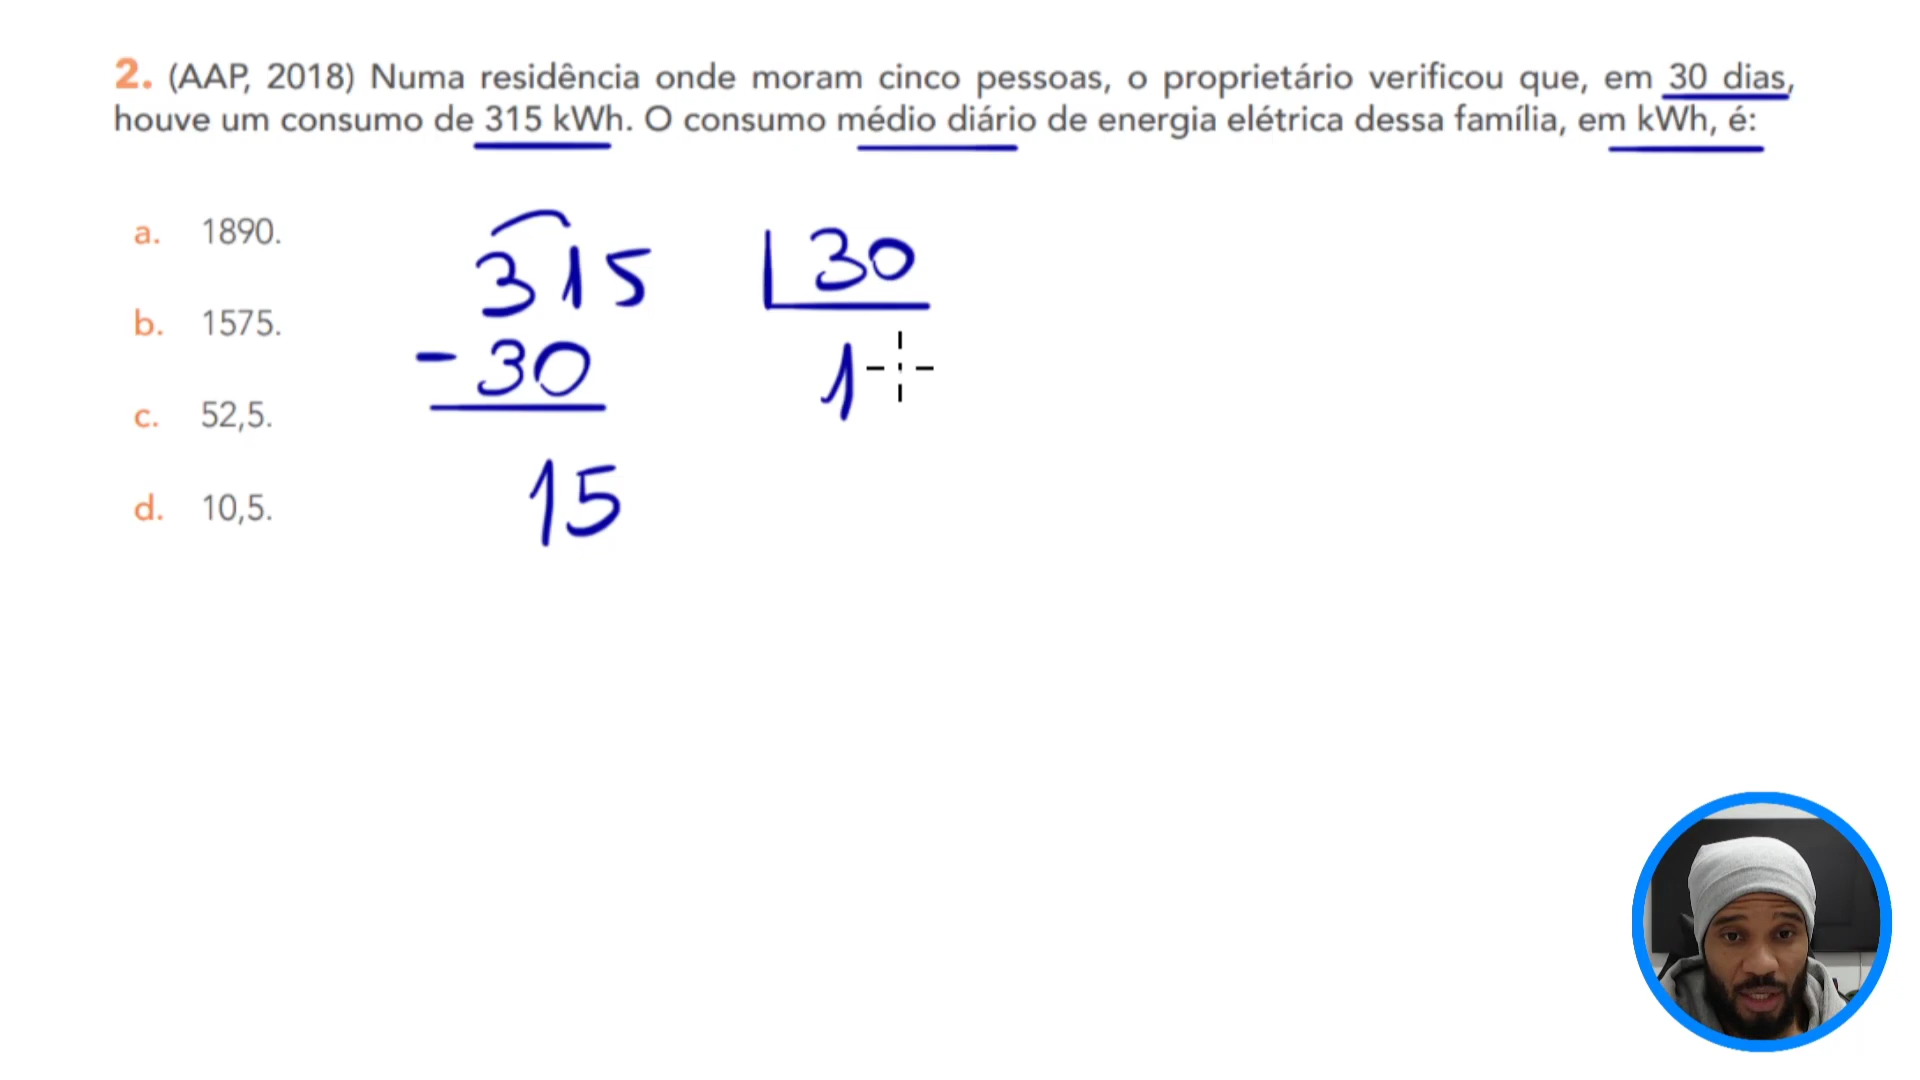 2. (AAP, 2018) Numa residência onde moram cinco pessoas, o proprietário verificou que, em 30 dias,
houve um consumo de 315 kWh. O consumo médio diário de energia elétrica dessa família, em kWh, é:
a. 1890.
b. 1575.
c. 52,5.
d. 10,5.
315 30
- 30 1
15